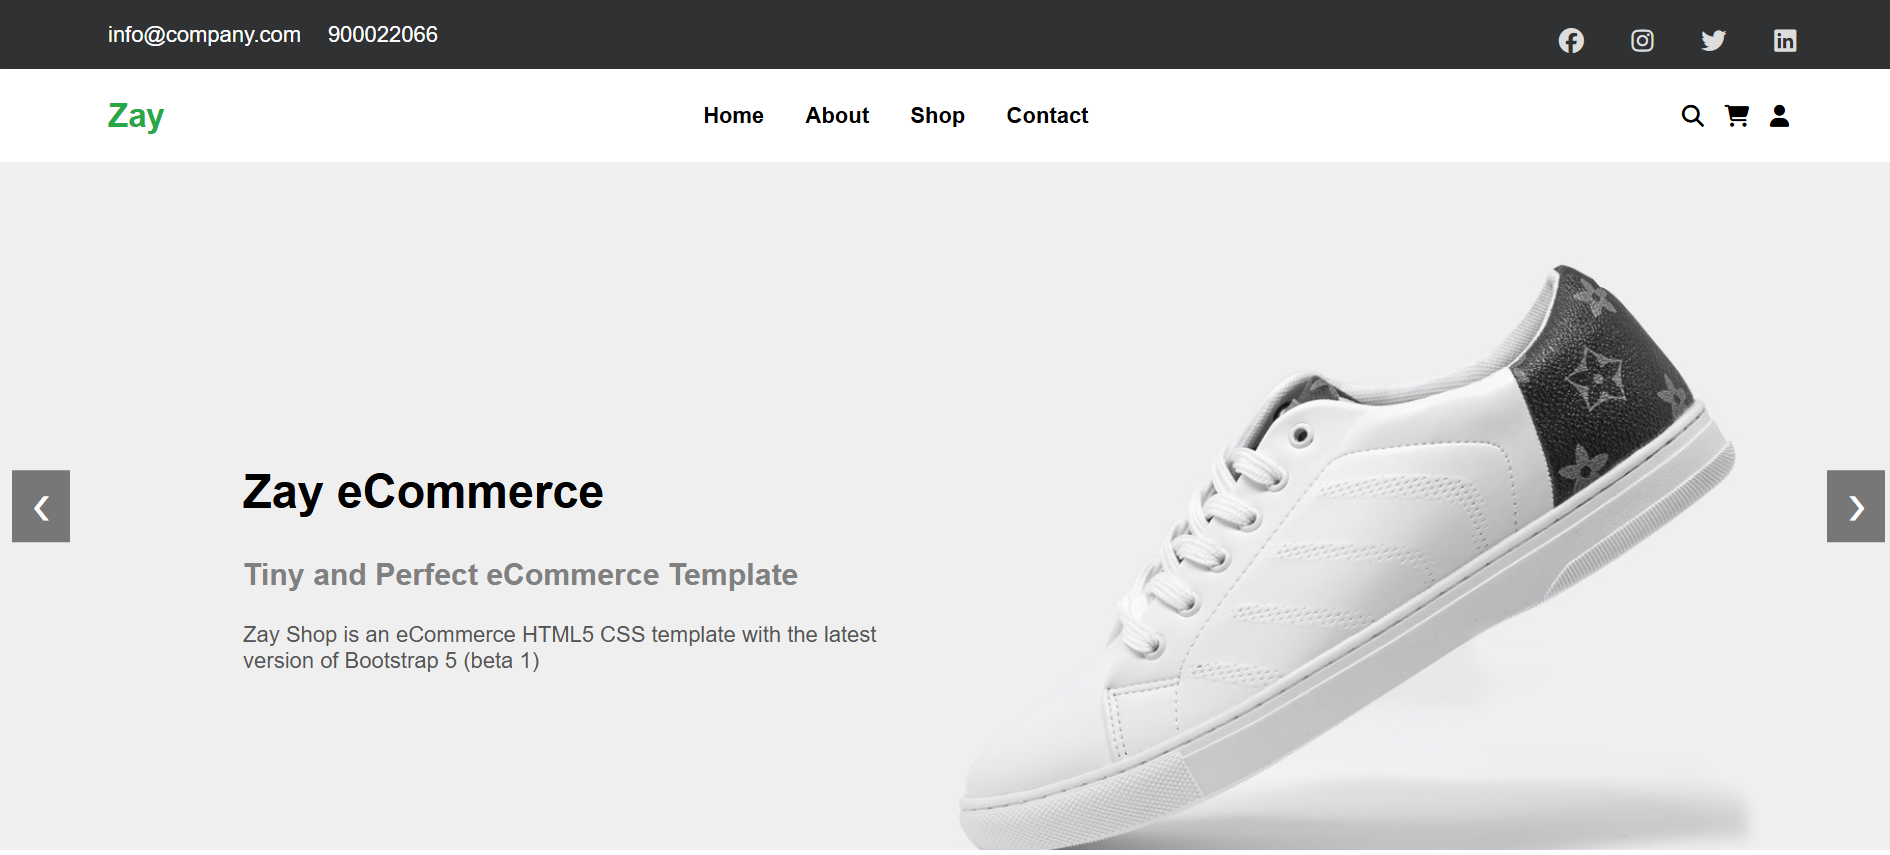 info@company.com 900022066
Zay Home About Shop Contact
Zay eCommerce
Tiny and Perfect eCommerce Template
Zay Shop is an eCommerce HTML5 CSS template with the latest
version of Bootstrap 5 (beta 1)